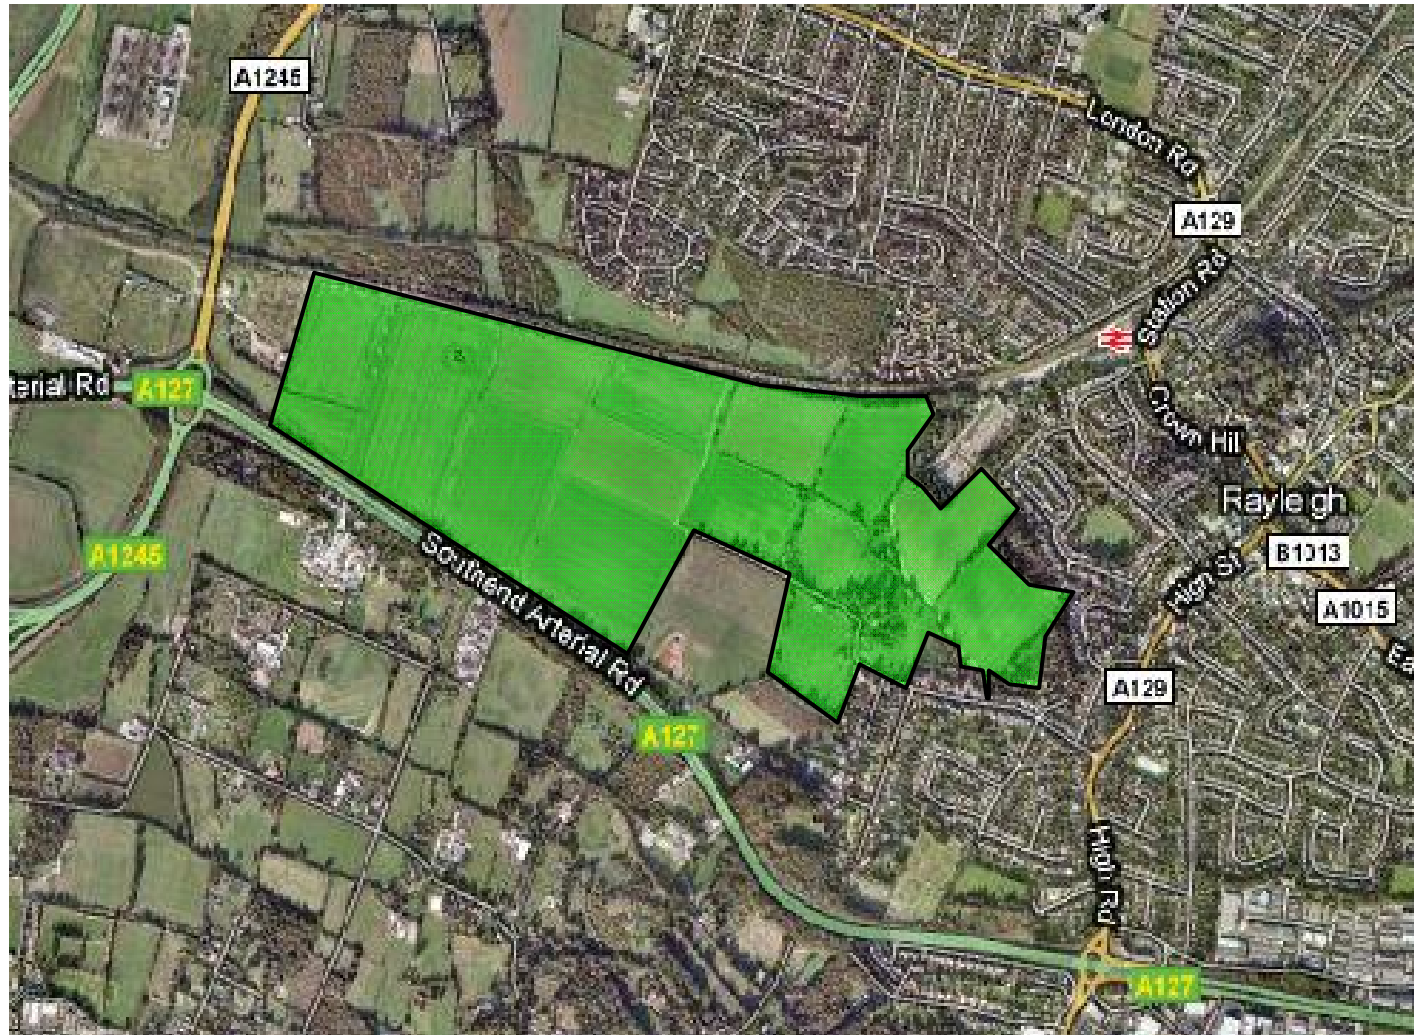 A1245
London Rd
A129
Station Rd
terial Rd
A127
Crown Hill
Rayleigh
A1245
Southend Arterial Rd
High St
B1013
A1015
Ea
A129
A127
High Rd
A127